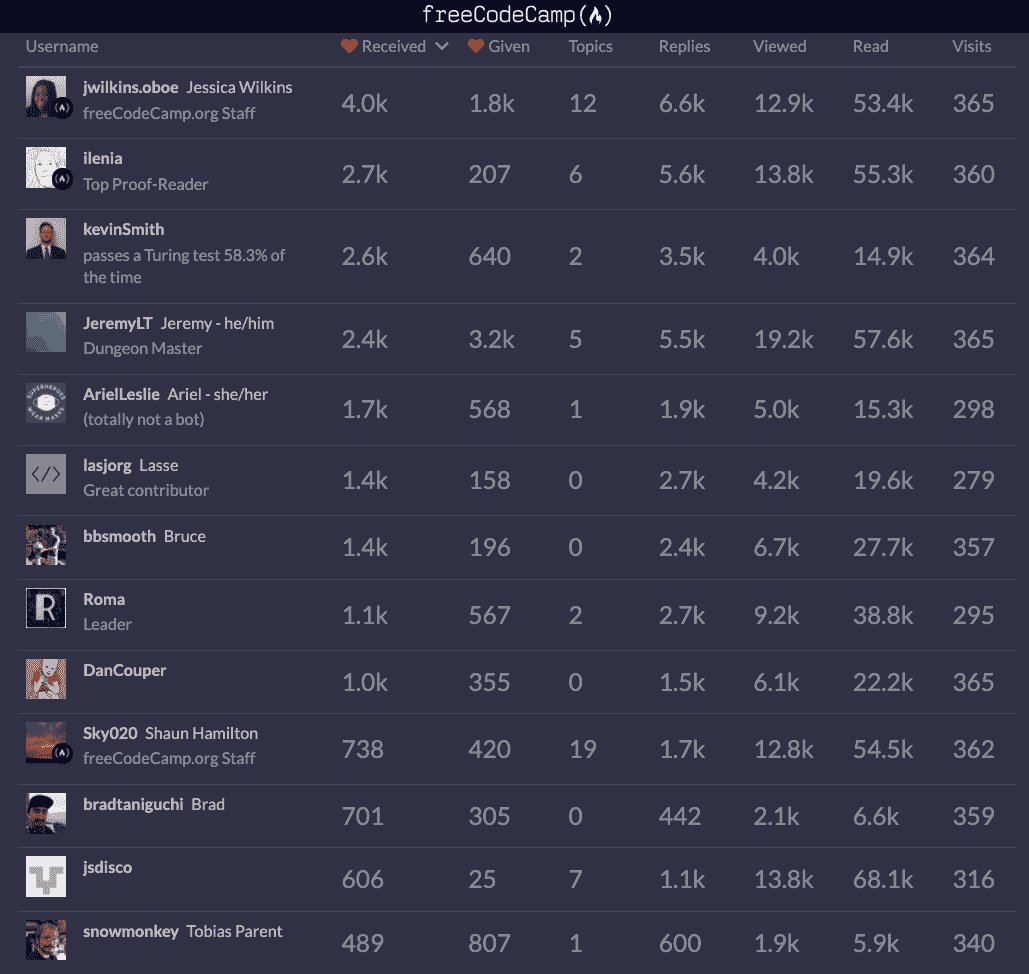 freeCodeCamp(🔥)
Username Received Given Topics Replies Viewed Read Visits
jwilkins.oboe Jessica Wilkins
freeCodeCamp.org Staff
4.0k 1.8k 12 6.6k 12.9k 53.4k 365
ilenia
Top Proof-Reader
2.7k 207 6 5.6k 13.8k 55.3k 360
kevinSmith
passes a Turing test 58.3% of
the time
2.6k 640 2 3.5k 4.0k 14.9k 364
JeremyLT Jeremy - he/him
Dungeon Master
2.4k 3.2k 5 5.5k 19.2k 57.6k 365
ArielLeslie Ariel - she/her
(totally not a bot)
1.7k 568 1 1.9k 5.0k 15.3k 298
lasjorg Lasse
Great contributor
1.4k 158 0 2.7k 4.2k 19.6k 279
bbsmooth Bruce
1.4k 196 0 2.4k 6.7k 27.7k 357
Roma
Leader
1.1k 567 2 2.7k 9.2k 38.8k 295
DanCouper
1.0k 355 0 1.5k 6.1k 22.2k 365
Sky020 Shaun Hamilton
freeCodeCamp.org Staff
738 420 19 1.7k 12.8k 54.5k 362
bradtaniguchi Brad
701 305 0 442 2.1k 6.6k 359
jsdisco
606 25 7 1.1k 13.8k 68.1k 316
snowmonkey Tobias Parent
489 807 1 600 1.9k 5.9k 340